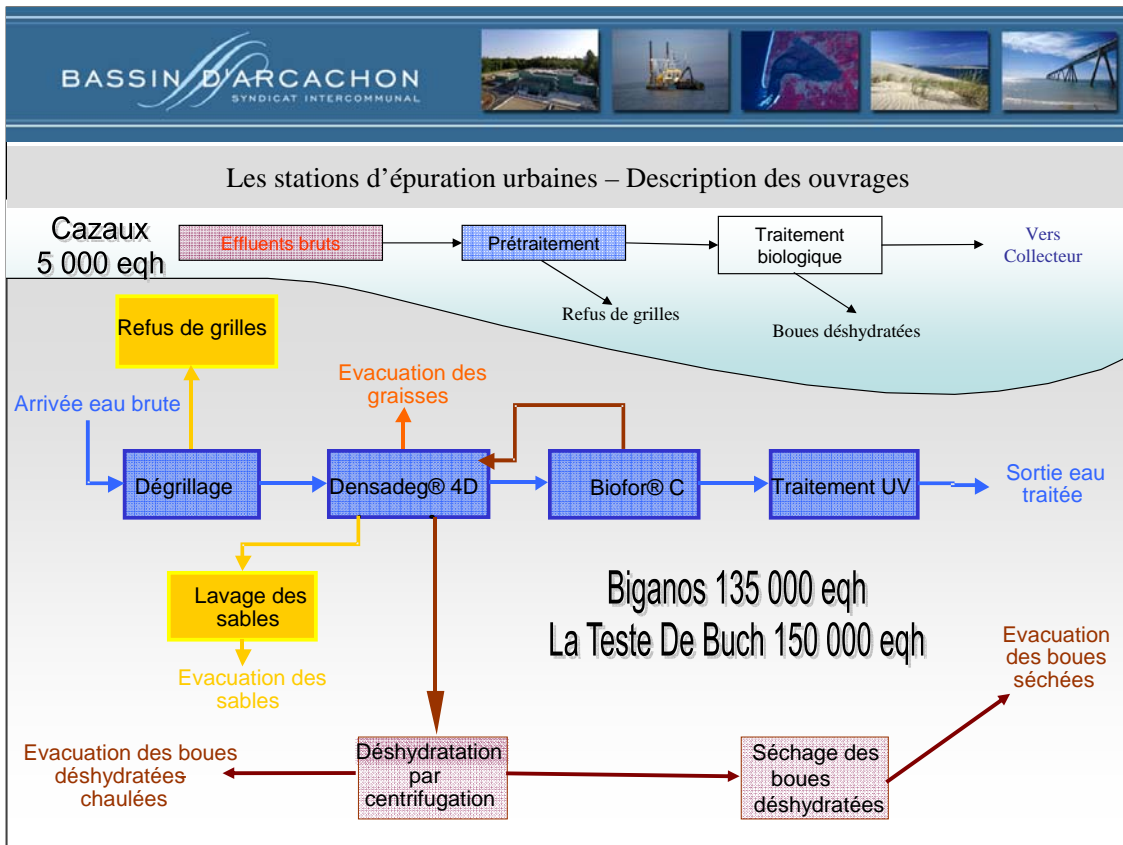 BASSIN D'ARCACHON
SYNDICAT INTERCOMMUNAL
Les stations d'épuration urbaines – Description des ouvrages
Cazaux
5 000 eqh
Effluents bruts
Prétraitement
Traitement
biologique
Vers
Collecteur
Refus de grilles
Boues déshydratées
Refus de grilles
Evacuation des
graisses
Arrivée eau brute
Dégrillage
Densadeg® 4D
Biofor® C
Traitement UV
Sortie eau
traitée
Lavage des
sables
Evacuation des
sables
Biganos 135 000 eqh
La Teste De Buch 150 000 eqh
Evacuation
des boues
séchées
Evacuation des boues
déshydratées-
chaulées
Déshydratation
par
centrifugation
Séchage des
boues
déshydratées